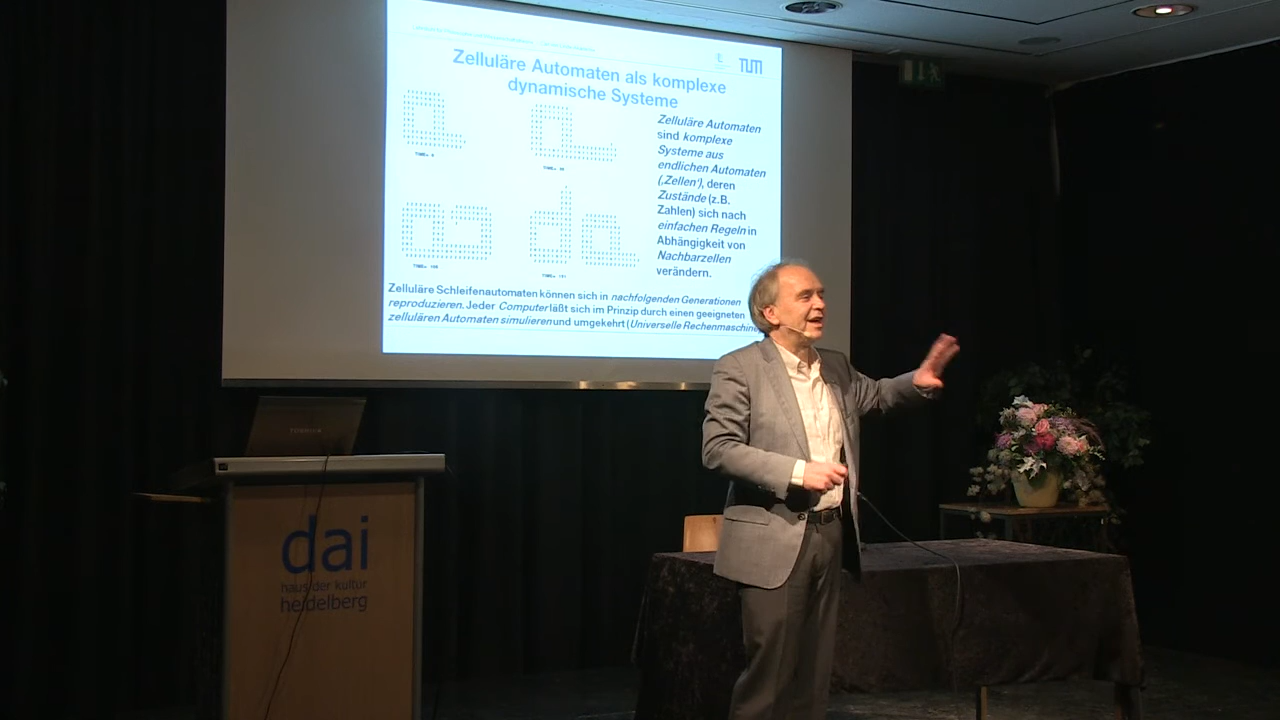 TUM
Zelluläre Automaten als komplexe
dynamische Systeme
Zelluläre Automaten
sind komplexe
Systeme aus
endlichen Automaten
(‚Zellen‘), deren
Zustände (z.B.
Zahlen) sich nach
einfachen Regeln in
Abhängigkeit von
Nachbarzellen
verändern.
Zelluläre Schleifenautomaten können sich in nachfolgenden Generationen
reproduzieren. Jeder Computer läßt sich im Prinzip durch einen geeigneten
zellulären Automaten simulieren und umgekehrt (Universelle Rechenmaschine)
TOSHIBA
dai
haus der kultur
heidelberg